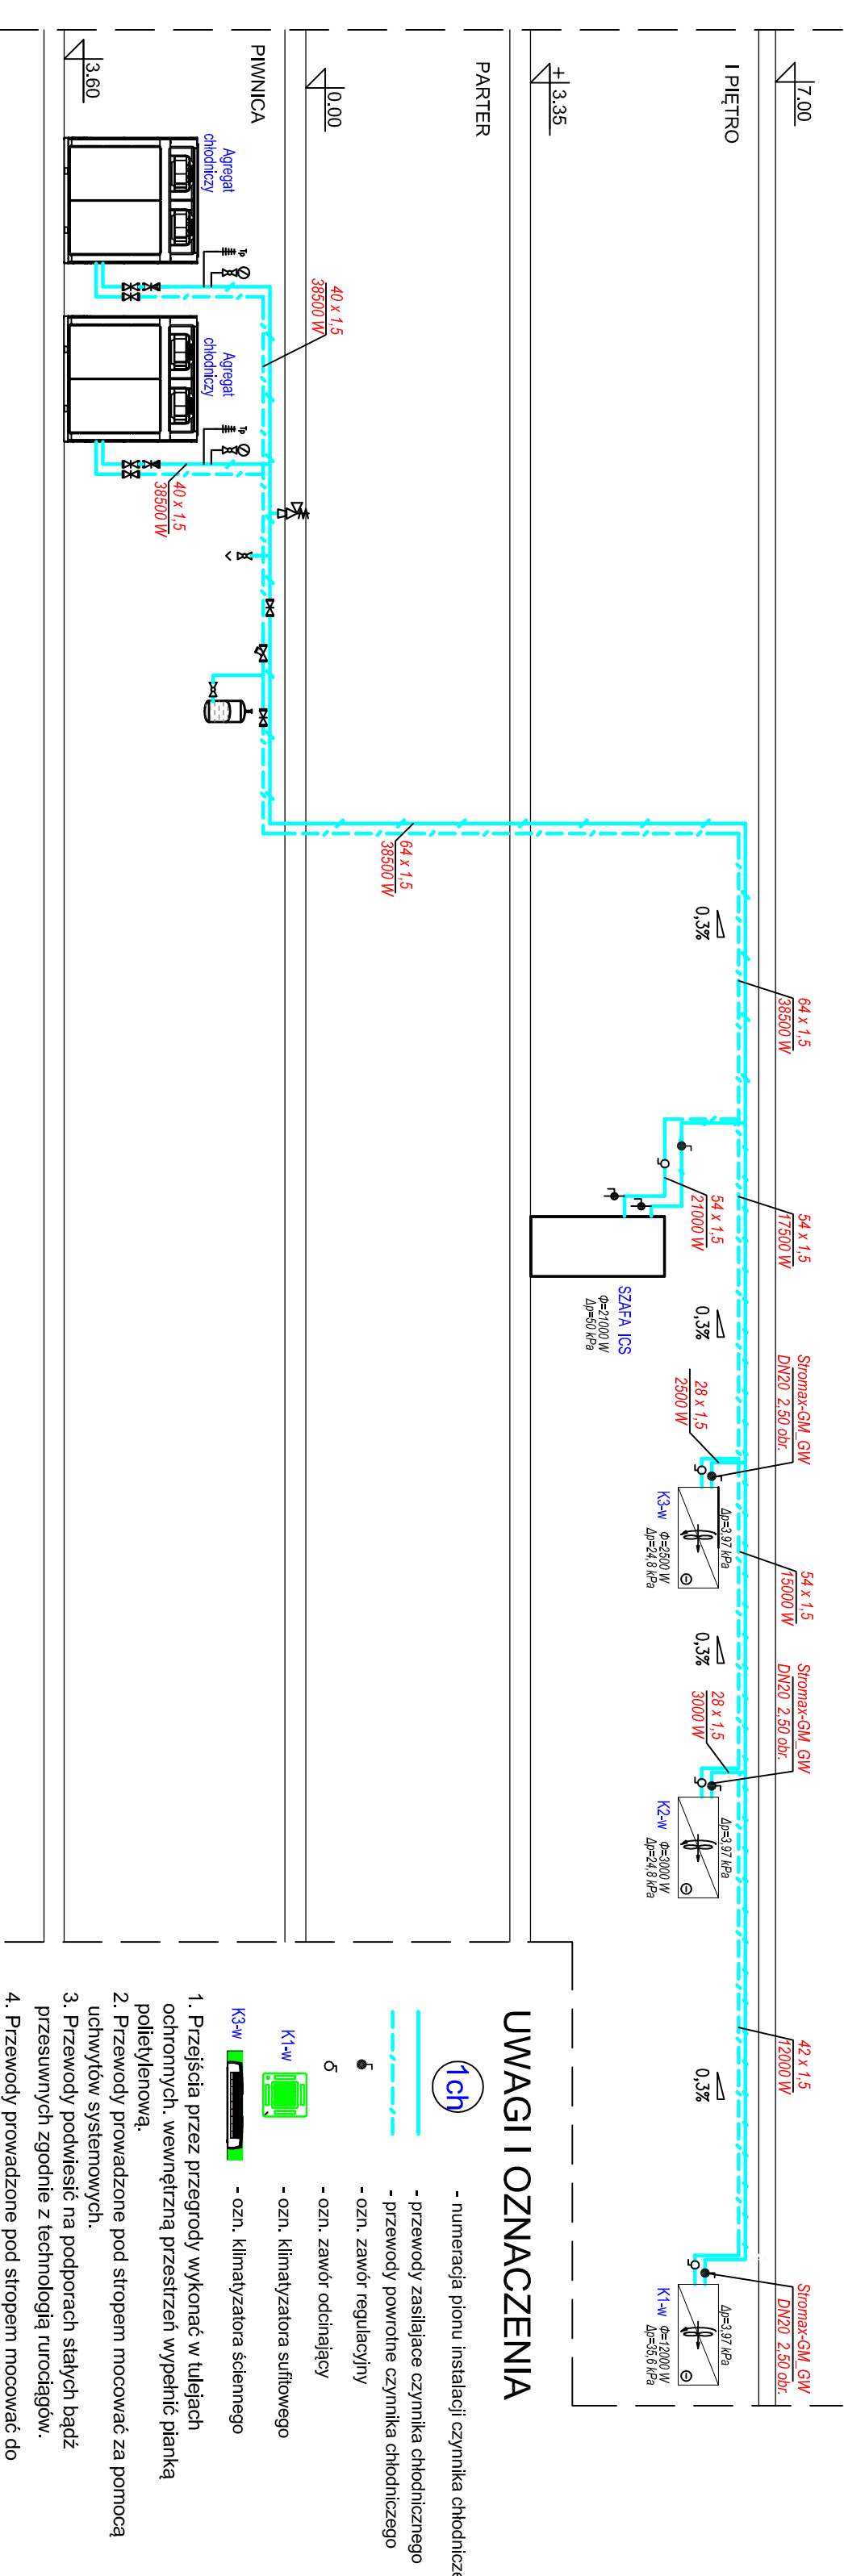 7.00
I PIĘTRO
+ 3.35
PARTER
0.00
PIWNICA
3.60
Agregat
chłodniczy
Tp
Agregat
chłodniczy
Tp
40 x 1,5
38500 W
40 x 1,5
38500 W
64 x 1,5
38500 W
0,3%
64 x 1,5
38500 W
54 x 1,5
21000 W
54 x 1,5
17500 W
SZAFA ICS
Φ=21000 W
Δp=50 kPa
0,3%
Stromax-GM_GW
DN20 2,50 obr.
28 x 1,5
2500 W
Δp=3,97 kPa
K3-w Φ=2500 W
Δp=24,8 kPa
54 x 1,5
15000 W
0,3%
Stromax-GM_GW
DN20 2,50 obr.
28 x 1,5
3000 W
Δp=3,97 kPa
K2-w Φ=3000 W
Δp=24,8 kPa
42 x 1,5
12000 W
0,3%
Stromax-GM_GW
DN20 2,50 obr.
Δp=3,97 kPa
K1-w Φ=12000 W
Δp=35,6 kPa
UWAGI I OZNACZENIA
1ch - numeracja pionu instalacji czynnika chłodnicze
- przewody zasilajace czynnika chłodnicznego
- przewody powrotne czynnika chłodniczego
- ozn. zawór regulacyjny
- ozn. zawór odcinający
K1-w - ozn. klimatyzatora sufitowego
K3-w - ozn. klimatyzatora ściennego
1. Przejścia przez przegrody wykonać w tulejach
ochronnych. wewnętrzną przestrzeń wypełnić pianką
polietylenową.
2. Przewody prowadzone pod stropem mocować za pomocą
uchwytów systemowych.
3. Przewody podwiesić na podporach stałych bądź
przesuwnych zgodnie z technologią rurociągów.
4. Przewody prowadzone pod stropem mocować do